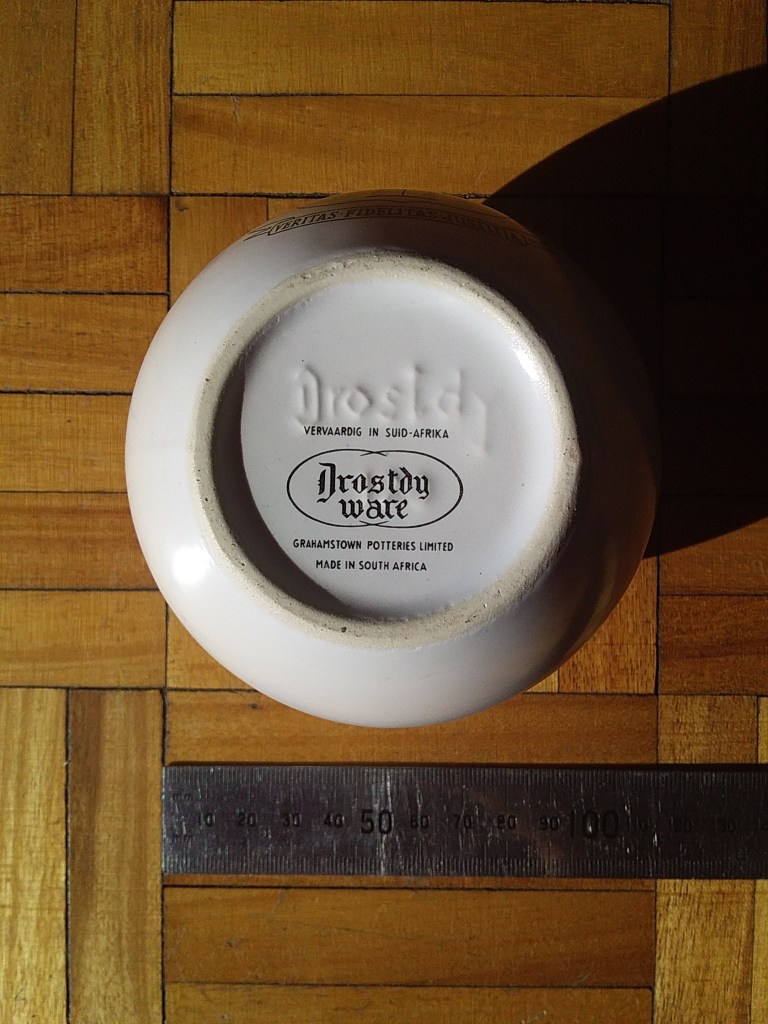 VERITAS · FIDELITAS ·
Drostdy
VERVAARDIG IN SUID-AFRIKA
Drostdy
ware
GRAHAMSTOWN POTTERIES LIMITED
MADE IN SOUTH AFRICA
10 20 30 40 50 60 70 80 90 100